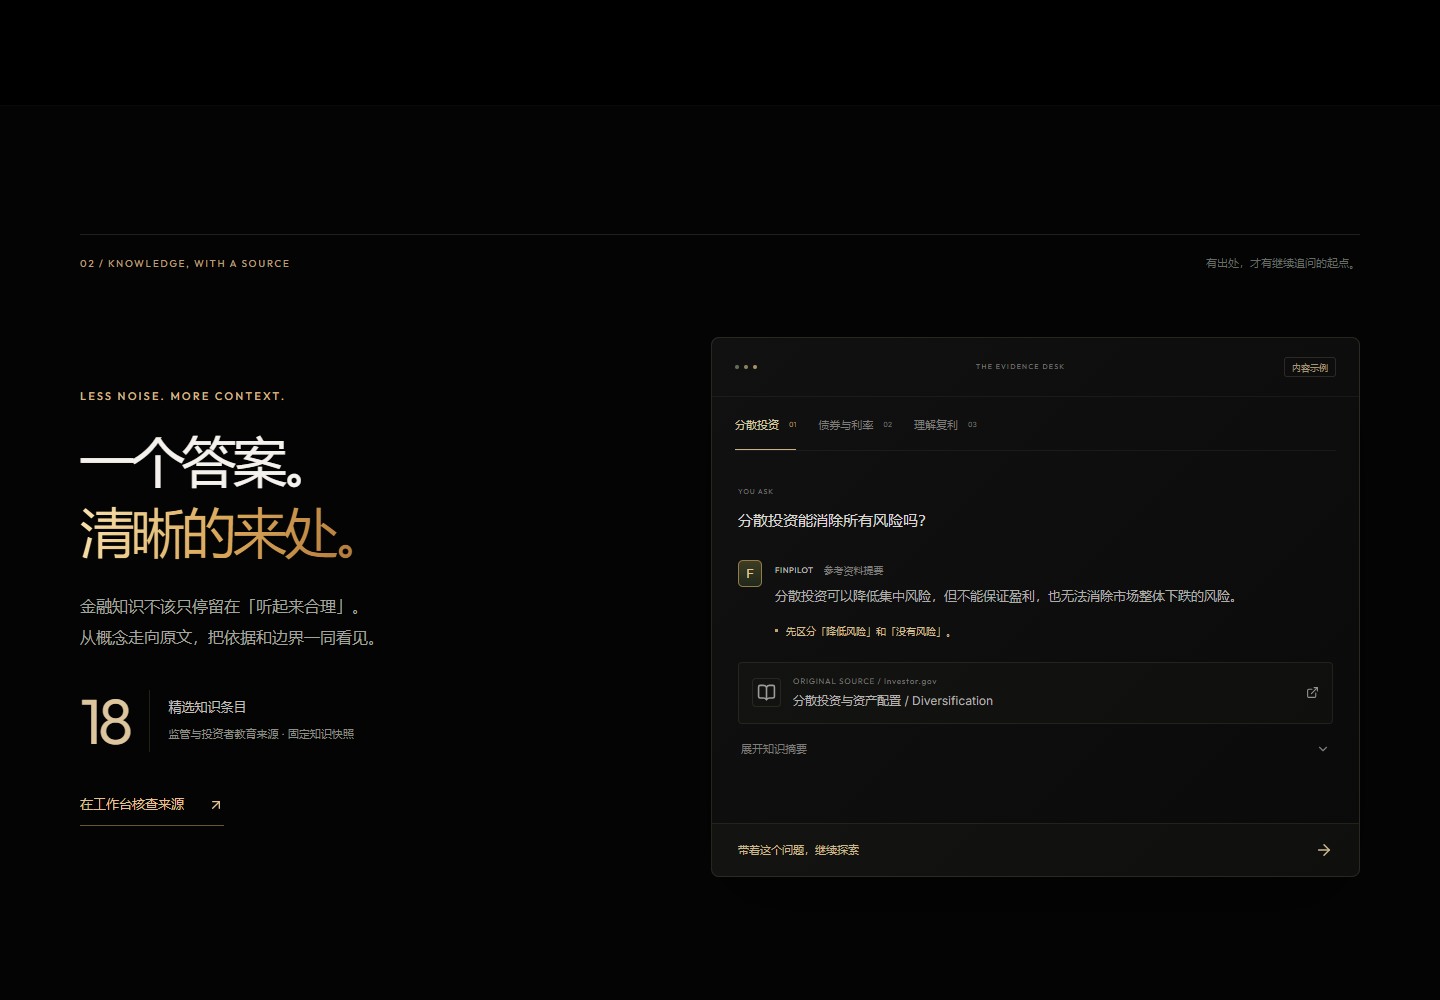 02 / KNOWLEDGE, WITH A SOURCE
有出处，才有继续追问的起点。
LESS NOISE. MORE CONTEXT.
一个答案。
清晰的来处。
金融知识不该只停留在「听起来合理」。
从概念走向原文，把依据和边界一同看见。
18
精选知识条目
监管与投资者教育来源 · 固定知识快照
在工作台核查来源
THE EVIDENCE DESK
内容示例
分散投资 01
债券与利率 02
理解复利 03
YOU ASK
分散投资能消除所有风险吗？
F
FINPILOT 参考资料提要
分散投资可以降低集中风险，但不能保证盈利，也无法消除市场整体下跌的风险。
先区分「降低风险」和「没有风险」。
ORIGINAL SOURCE / Investor.gov
分散投资与资产配置 / Diversification
展开知识摘要
带着这个问题，继续探索